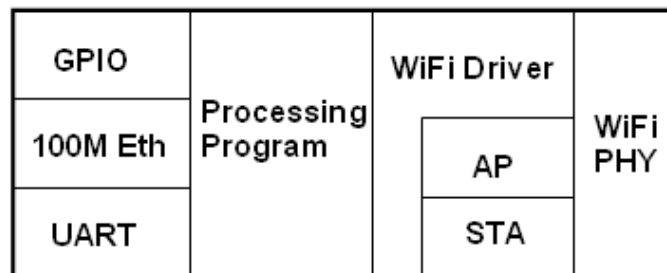 GPIO
100M Eth
UART
Processing
Program
WiFi Driver
AP
STA
WiFi
PHY